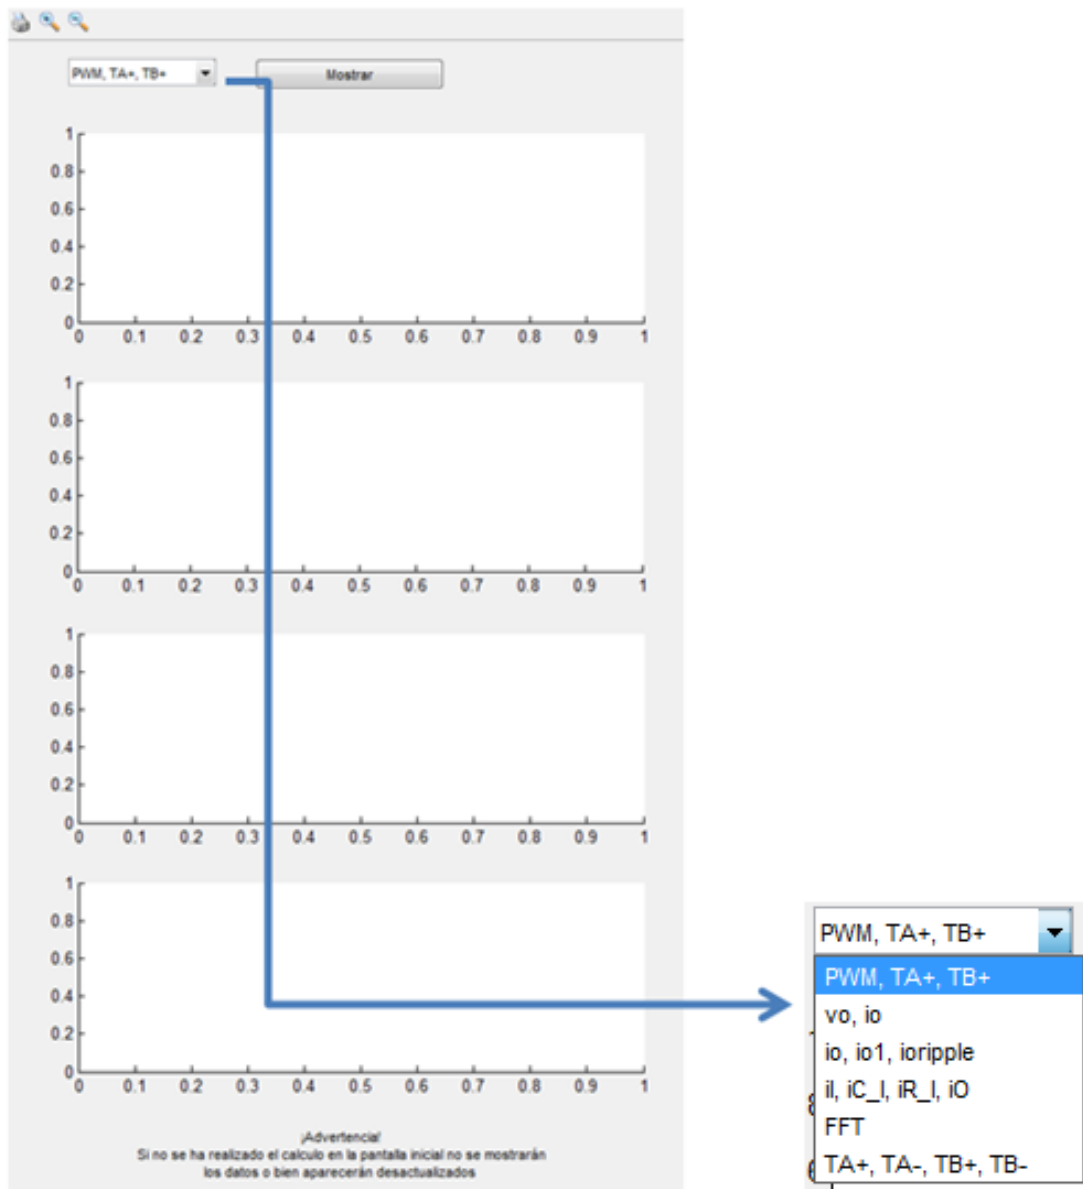 PWM, TA+, TB+
Mostrar
1
0.8
0.6
0.4
0.2
0
0 0.1 0.2 0.3 0.4 0.5 0.6 0.7 0.8 0.9 1
1
0.8
0.6
0.4
0.2
0
0 0.1 0.2 0.3 0.4 0.5 0.6 0.7 0.8 0.9 1
1
0.8
0.6
0.4
0.2
0
0 0.1 0.2 0.3 0.4 0.5 0.6 0.7 0.8 0.9 1
1
0.8
0.6
0.4
0.2
0
0 0.1 0.2 0.3 0.4 0.5 0.6 0.7 0.8 0.9 1
¡Advertencia!
Si no se ha realizado el calculo en la pantalla inicial no se mostrarán
los datos o bien aparecerán desactualizados
PWM, TA+, TB+
PWM, TA+, TB+
vo, io
io, io1, ioripple
il, iC_l, iR_l, iO
FFT
TA+, TA-, TB+, TB-